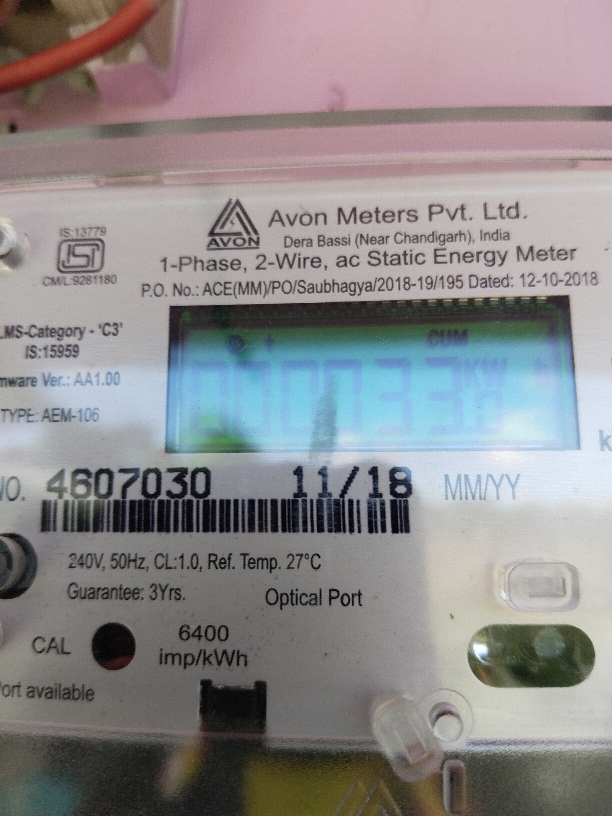 IS:13779
CM/L:9281180
AVON
Avon Meters Pvt. Ltd.
Dera Bassi (Near Chandigarh), India
1-Phase, 2-Wire, ac Static Energy Meter
P.O. No.: ACE(MM)/PO/Saubhagya/2018-19/195 Dated: 12-10-2018
LMS-Category - 'C3'
IS:15959
mware Ver.: AA1.00
TYPE: AEM-106
CUM
KW
k
NO. 4607030 11/18 MM/YY
240V, 50Hz, CL:1.0, Ref. Temp. 27°C
Guarantee: 3Yrs.
Optical Port
CAL
6400
imp/kWh
Port available